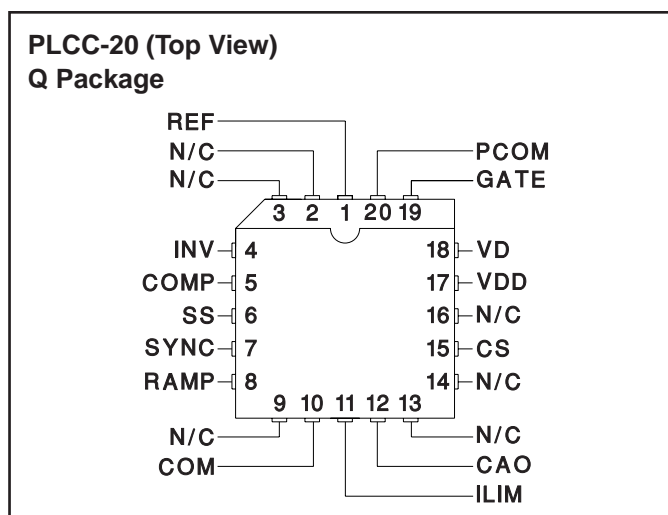 PLCC-20 (Top View)
Q Package
REF
N/C
PCOM
N/C
GATE
3 2 1 20 19
INV 4 18 VD
COMP 5 17 VDD
SS 6 16 N/C
SYNC 7 15 CS
RAMP 8 14 N/C
9 10 11 12 13
N/C N/C
COM CAO
ILIM